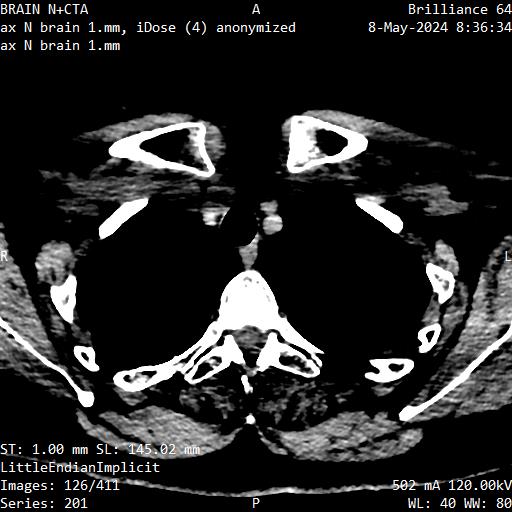 BRAIN N+CTA
ax N brain 1.mm, iDose (4) anonymized
ax N brain 1.mm
A
Brilliance 64
8-May-2024 8:36:34
R
L
ST: 1.00 mm SL: 145.02 mm
LittleEndianImplicit
Images: 126/411
Series: 201
P
502 mA 120.00kV
WL: 40 WW: 80